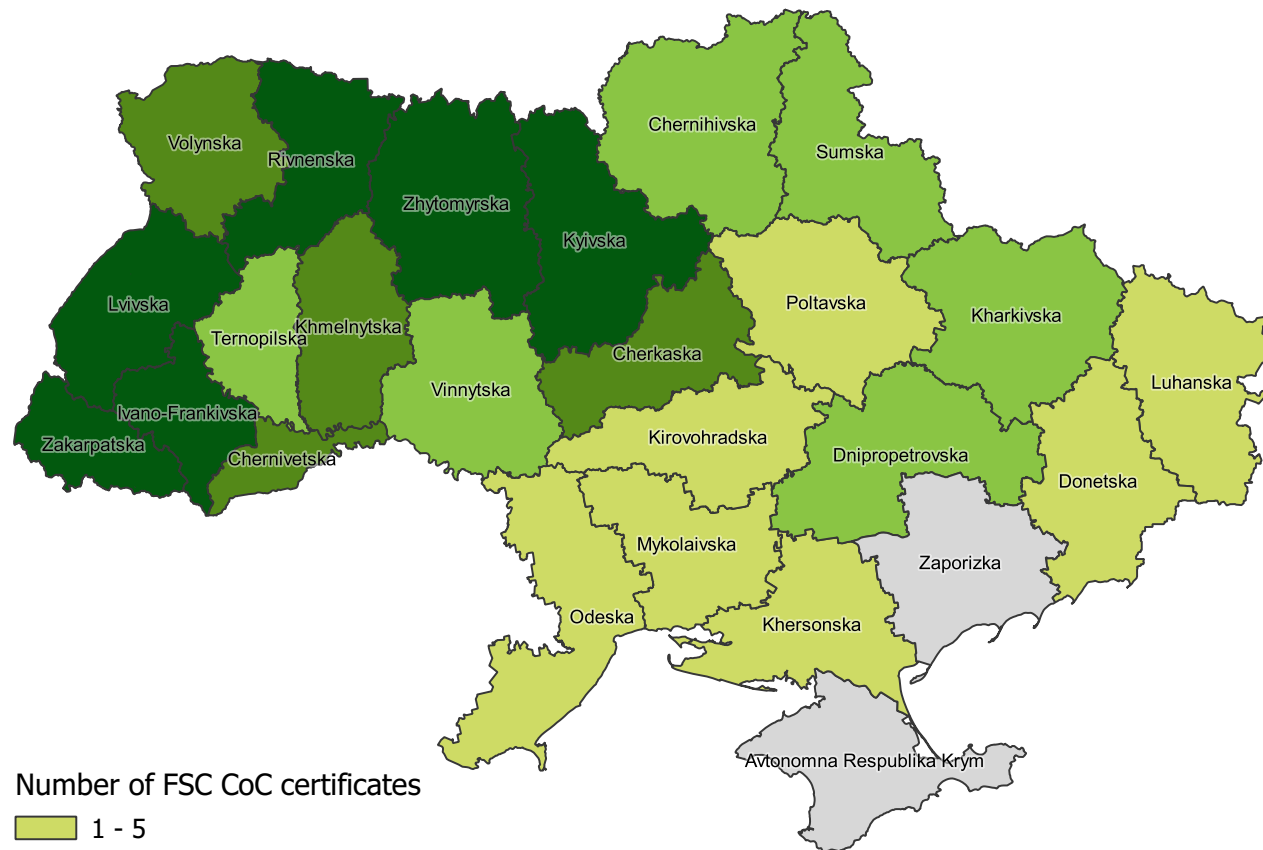 Chernihivska
Volynska
Sumska
Rivnenska
Zhytomyrska
Kyivska
Lvivska
Poltavska
Kharkivska
Ternopilska
Khmelnytska
Cherkaska
Luhanska
Vinnytska
Ivano-Frankivska
Kirovohradska
Zakarpatska
Chernivetska
Dnipropetrovska
Donetska
Mykolaivska
Zaporizka
Odeska
Khersonska
Avtonomna Respublika Krym
Number of FSC CoC certificates
1 - 5